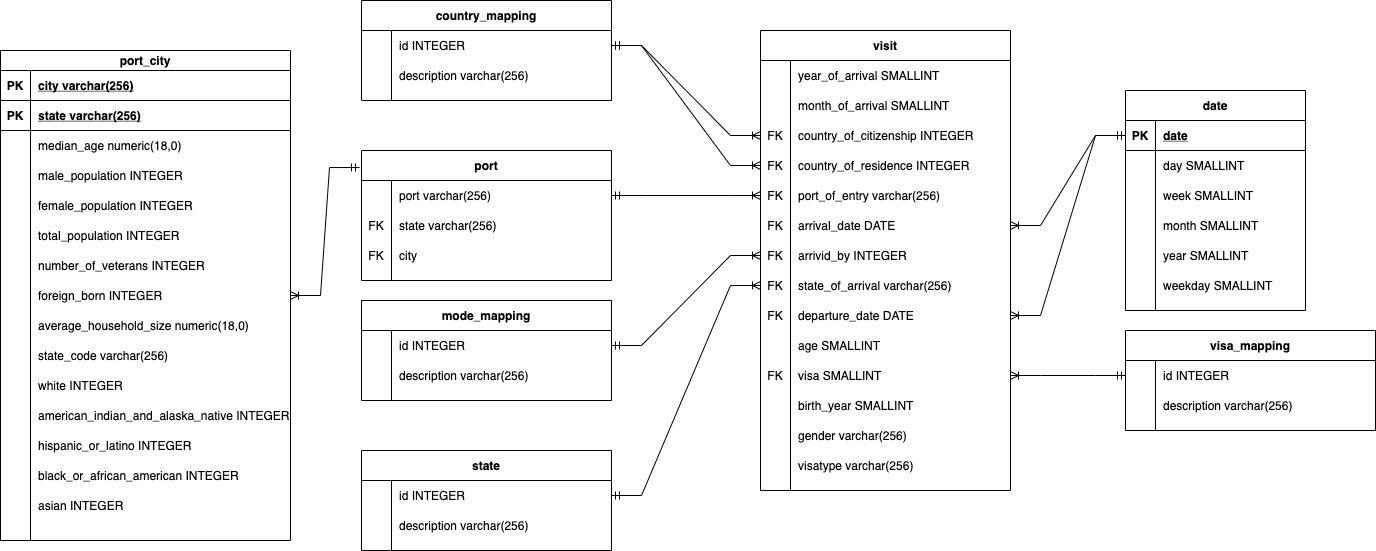 port_city
PK city varchar(256)
PK state varchar(256)
median_age numeric(18,0)
male_population INTEGER
female_population INTEGER
total_population INTEGER
number_of_veterans INTEGER
foreign_born INTEGER
average_household_size numeric(18,0)
state_code varchar(256)
white INTEGER
american_indian_and_alaska_native INTEGER
hispanic_or_latino INTEGER
black_or_african_american INTEGER
asian INTEGER
country_mapping
id INTEGER
description varchar(256)
port
port varchar(256)
FK state varchar(256)
FK city
mode_mapping
id INTEGER
description varchar(256)
state
id INTEGER
description varchar(256)
visit
year_of_arrival SMALLINT
month_of_arrival SMALLINT
FK country_of_citizenship INTEGER
FK country_of_residence INTEGER
FK port_of_entry varchar(256)
FK arrival_date DATE
FK arrivid_by INTEGER
FK state_of_arrival varchar(256)
FK departure_date DATE
age SMALLINT
FK visa SMALLINT
birth_year SMALLINT
gender varchar(256)
visatype varchar(256)
date
PK date
day SMALLINT
week SMALLINT
month SMALLINT
year SMALLINT
weekday SMALLINT
visa_mapping
id INTEGER
description varchar(256)